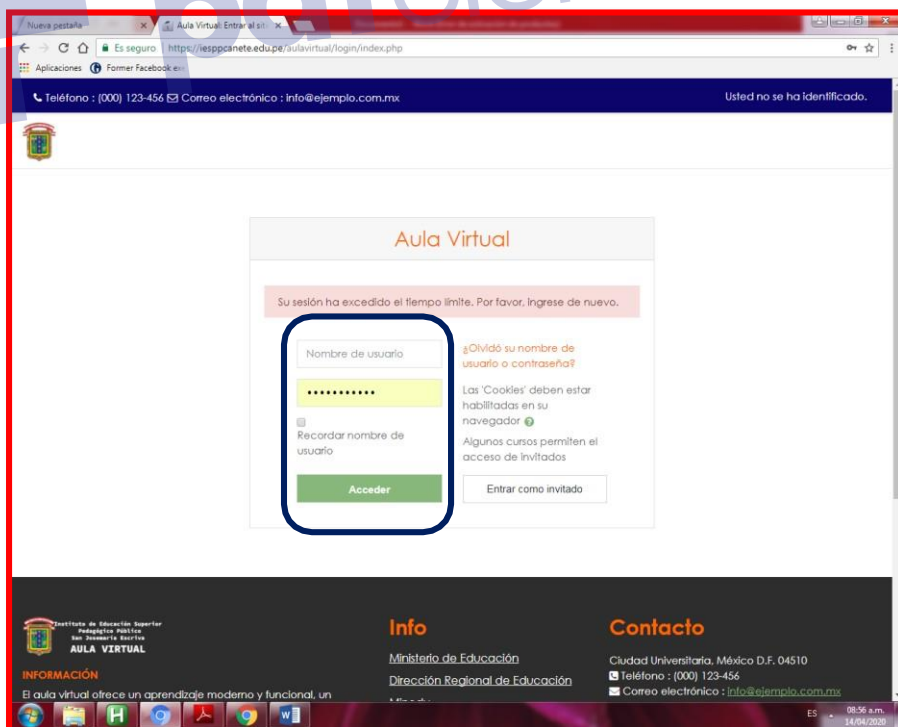 Nueva pestaña
Aula Virtual: Entrar al sit
Es seguro https://iesppcanete.edu.pe/aulavirtual/login/index.php
Aplicaciones Former Facebook exe
Teléfono : (000) 123-456 Correo electrónico : info@ejemplo.com.mx
Usted no se ha identificado.
Aula Virtual
Su sesión ha excedido el tiempo límite. Por favor, ingrese de nuevo.
Nombre de usuario
Recordar nombre de
usuario
Acceder
¿Olvidó su nombre de
usuario o contraseña?
Las 'Cookies' deben estar
habilitadas en su
navegador
Algunos cursos permiten el
acceso de invitados
Entrar como invitado
Instituto de Educación Superior
Pedagógico Público
San Josemaría Escriva
AULA VIRTUAL
INFORMACIÓN
El aula virtual ofrece un aprendizaje moderno y funcional, un
Info
Ministerio de Educación
Dirección Regional de Educación
Minedu
Contacto
Ciudad Universitaria, México D.F. 04510
Teléfono : (000) 123-456
Correo electrónico : info@ejemplo.com.mx
ES
08:56 a.m.
14/04/2020